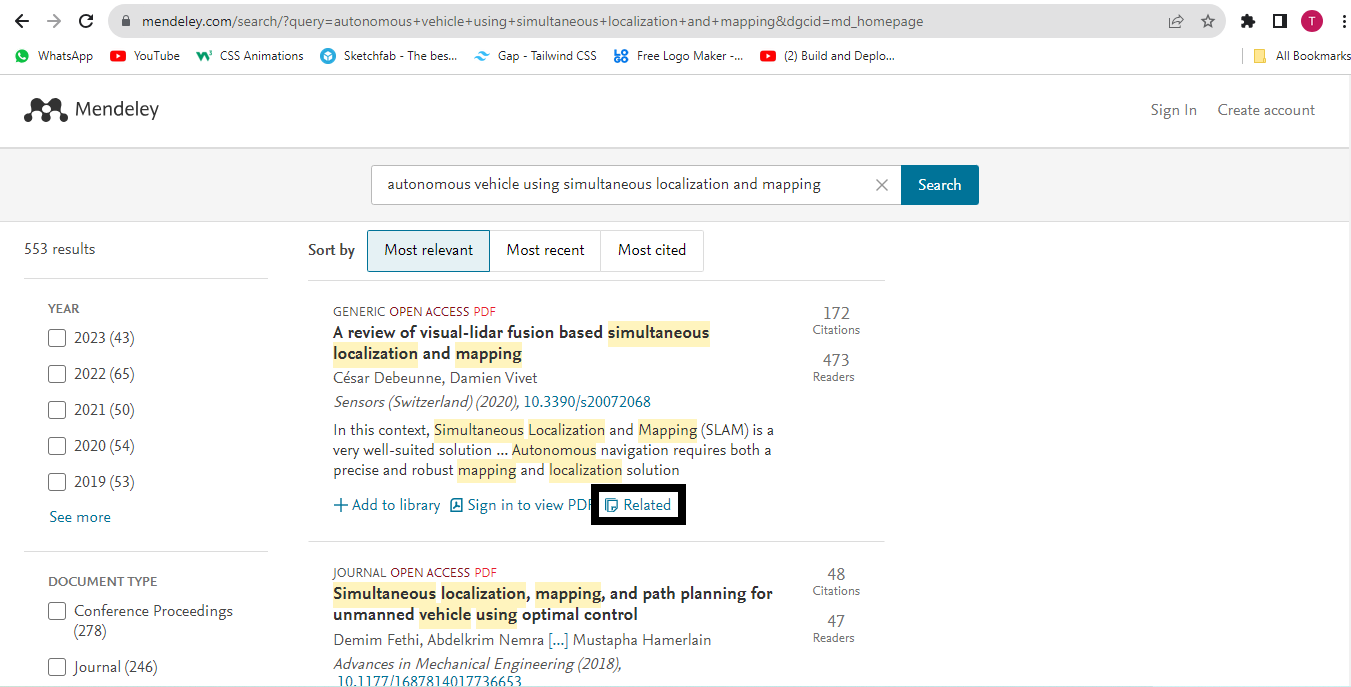 mendeley.com/search/?query=autonomous+vehicle+using+simultaneous+localization+and+mapping&dgcid=md_homepage
T
WhatsApp
YouTube
CSS Animations
Sketchfab - The bes...
Gap - Tailwind CSS
Free Logo Maker -...
(2) Build and Deplo...
All Bookmarks
Mendeley
Sign In
Create account
autonomous vehicle using simultaneous localization and mapping
Search
553 results
YEAR
2023 (43)
2022 (65)
2021 (50)
2020 (54)
2019 (53)
See more
DOCUMENT TYPE
Conference Proceedings
(278)
Journal (246)
Sort by
Most relevant
Most recent
Most cited
GENERIC OPEN ACCESS PDF
A review of visual-lidar fusion based simultaneous
localization and mapping
César Debeunne, Damien Vivet
Sensors (Switzerland) (2020), 10.3390/s20072068
In this context, Simultaneous Localization and Mapping (SLAM) is a
very well-suited solution ... Autonomous navigation requires both a
precise and robust mapping and localization solution
Add to library
Sign in to view PDF
Related
172
Citations
473
Readers
JOURNAL OPEN ACCESS PDF
Simultaneous localization, mapping, and path planning for
unmanned vehicle using optimal control
Demim Fethi, Abdelkrim Nemra [...] Mustapha Hamerlain
Advances in Mechanical Engineering (2018),
10.1177/1687814017736653
48
Citations
47
Readers